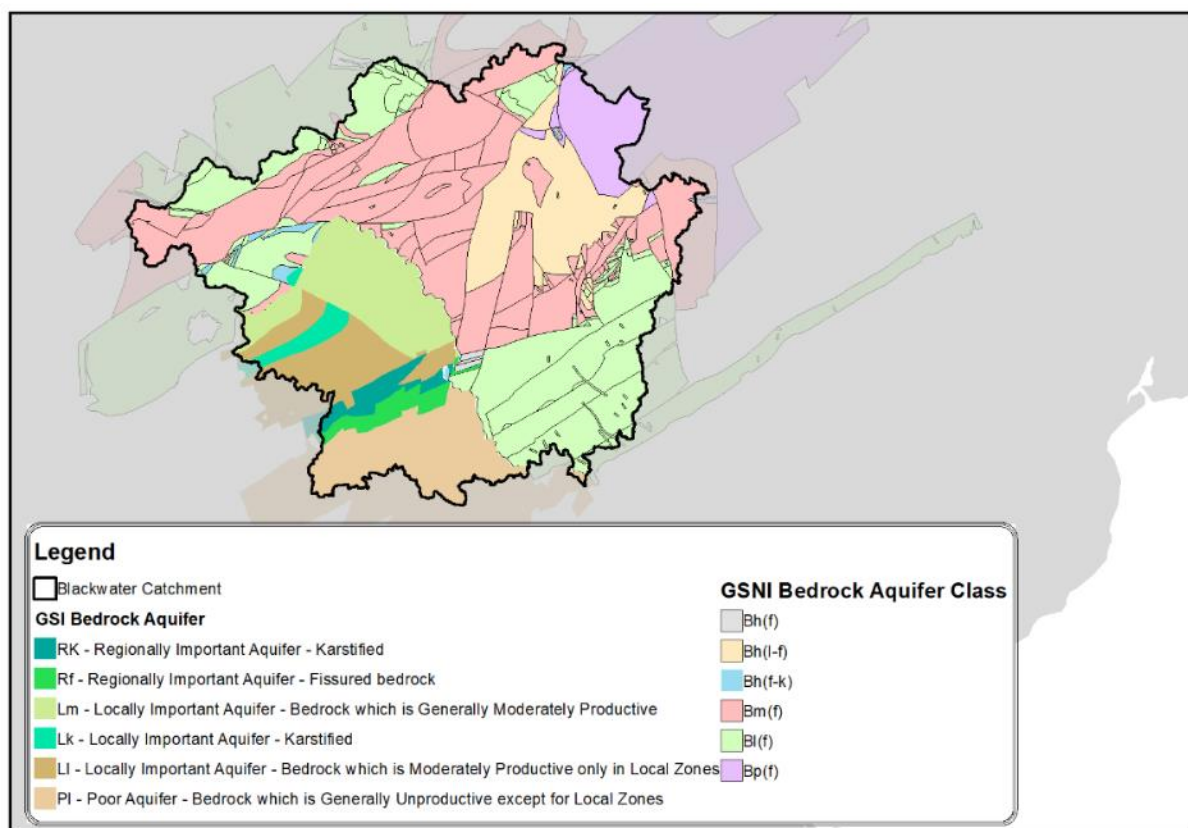 Legend
Blackwater Catchment
GSI Bedrock Aquifer
RK - Regionally Important Aquifer - Karstified
Rf - Regionally Important Aquifer - Fissured bedrock
Lm - Locally Important Aquifer - Bedrock which is Generally Moderately Productive
Lk - Locally Important Aquifer - Karstified
Ll - Locally Important Aquifer - Bedrock which is Moderately Productive only in Local Zones
Pl - Poor Aquifer - Bedrock which is Generally Unproductive except for Local Zones
GSNI Bedrock Aquifer Class
Bh(f)
Bh(l-f)
Bh(f-k)
Bm(f)
Bl(f)
Bp(f)